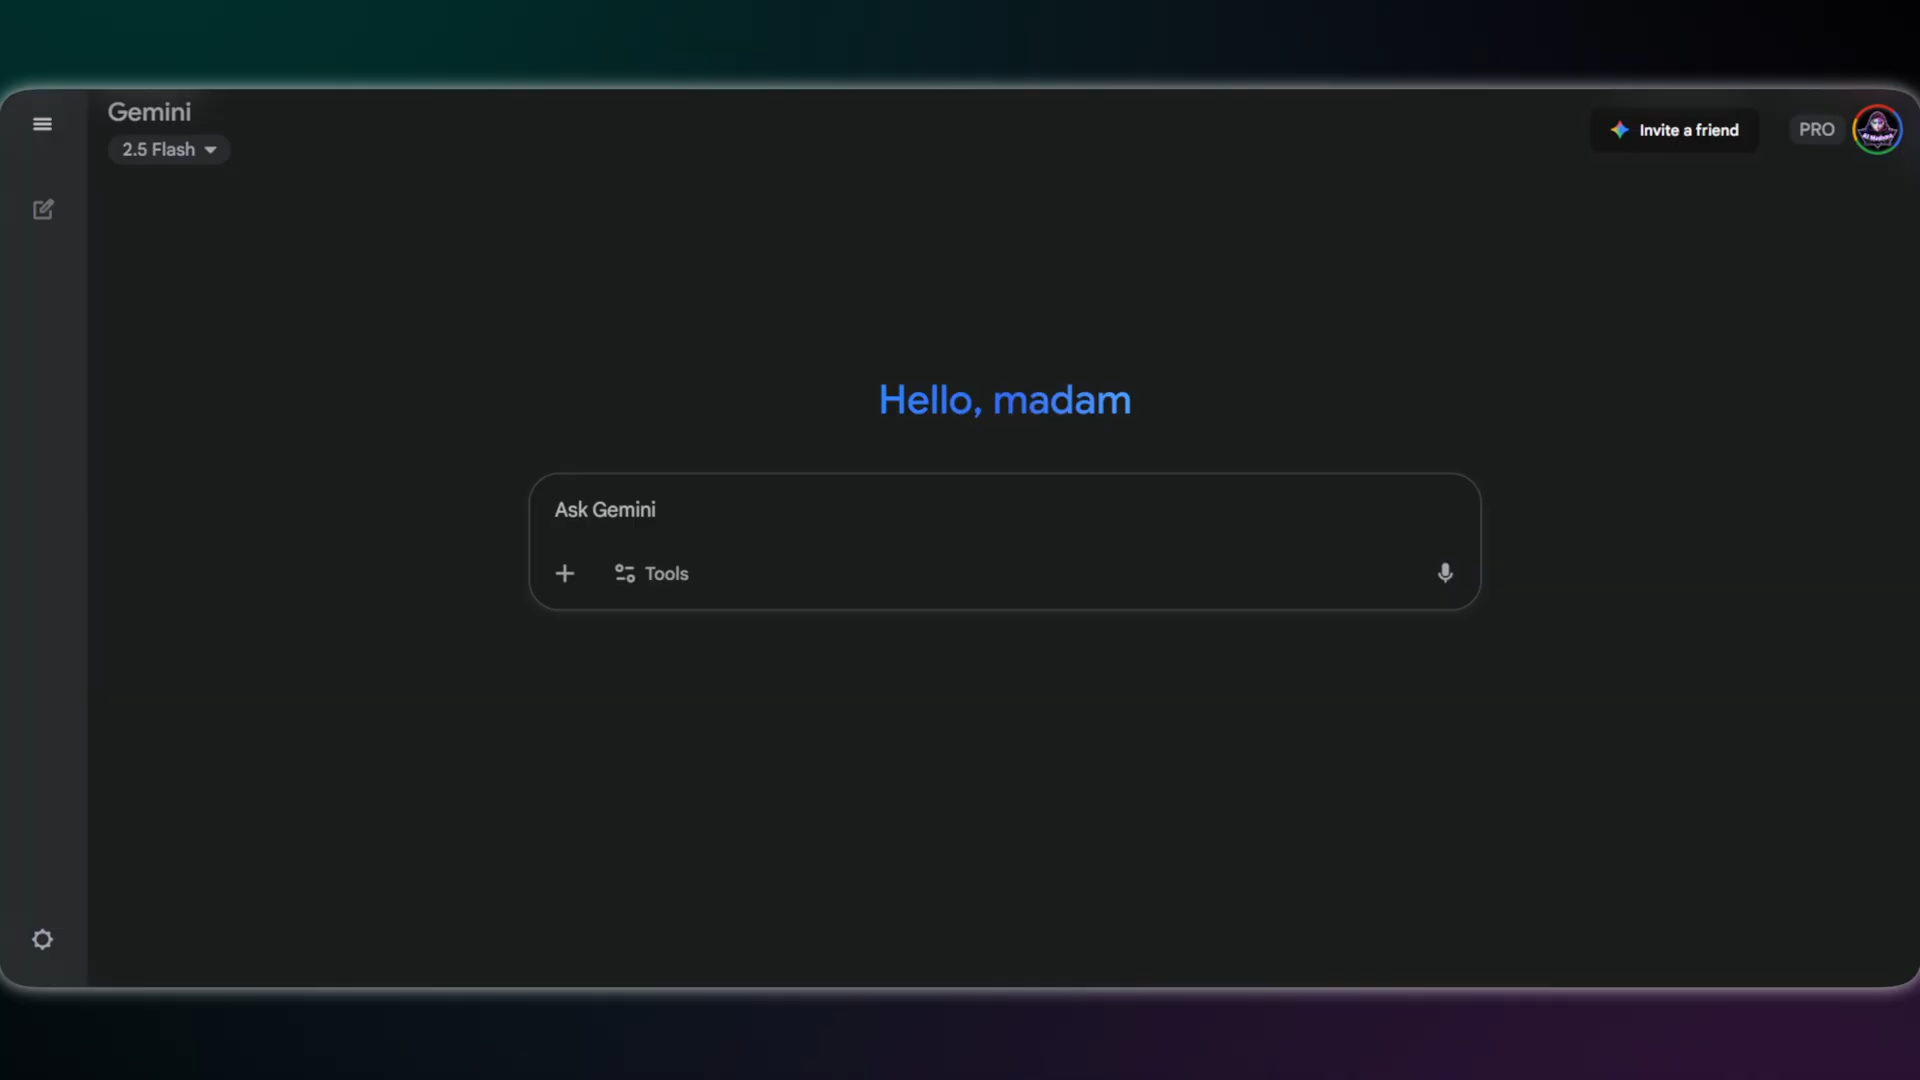 Gemini
2.5 Flash
Invite a friend
PRO
Hello, madam
Ask Gemini
Tools